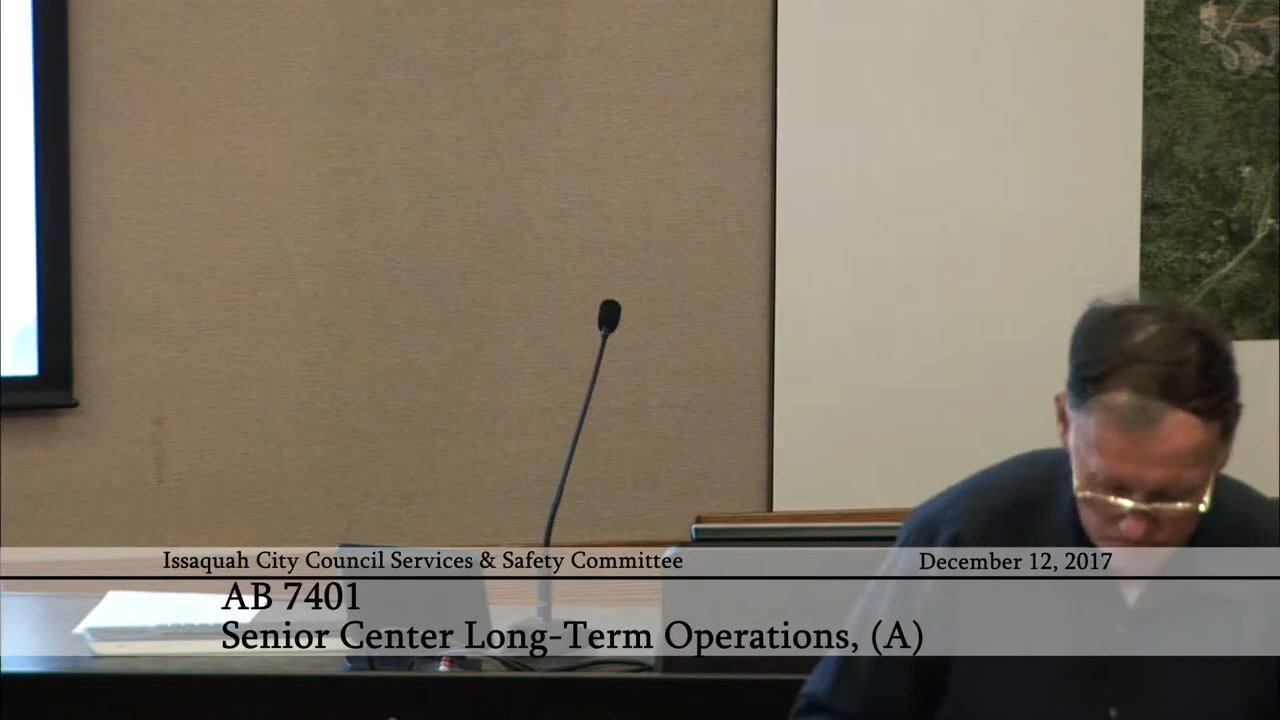 Issaquah City Council Services & Safety Committee
December 12, 2017
AB 7401
Senior Center Long-Term Operations, (A)